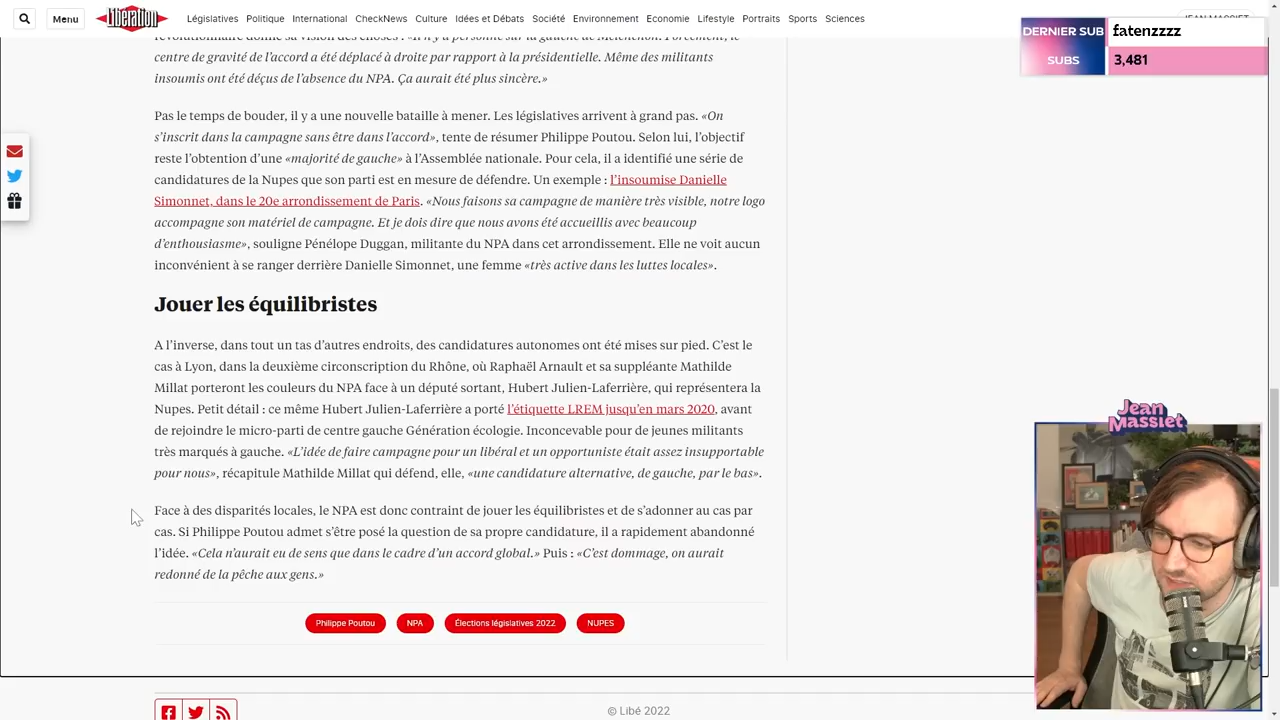 Menu
Libération
Législatives Politique International CheckNews Culture Idées et Débats Société Environnement Economie Lifestyle Portraits Sports Sciences
JEAN MASSIET
DERNIER SUB
fatenzzzz
SUBS
3,481
centre de gravité de l'accord a été déplacé à droite par rapport à la présidentielle. Même des militants
insoumis ont été déçus de l'absence du NPA. Ça aurait été plus sincère.»
Pas le temps de bouder, il y a une nouvelle bataille à mener. Les législatives arrivent à grand pas. «On
s'inscrit dans la campagne sans être dans l'accord», tente de résumer Philippe Poutou. Selon lui, l'objectif
reste l'obtention d'une «majorité de gauche» à l'Assemblée nationale. Pour cela, il a identifié une série de
candidatures de la Nupes que son parti est en mesure de défendre. Un exemple : l'insoumise Danielle
Simonnet, dans le 20e arrondissement de Paris. «Nous faisons sa campagne de manière très visible, notre logo
accompagne son matériel de campagne. Et je dois dire que nous avons été accueillis avec beaucoup
d'enthousiasme», souligne Pénélope Duggan, militante du NPA dans cet arrondissement. Elle ne voit aucun
inconvénient à se ranger derrière Danielle Simonnet, une femme «très active dans les luttes locales».
Jouer les équilibristes
A l'inverse, dans tout un tas d'autres endroits, des candidatures autonomes ont été mises sur pied. C'est le
cas à Lyon, dans la deuxième circonscription du Rhône, où Raphaël Arnault et sa suppléante Mathilde
Millat porteront les couleurs du NPA face à un député sortant, Hubert Julien-Laferrière, qui représentera la
Nupes. Petit détail : ce même Hubert Julien-Laferrière a porté l'étiquette LREM jusqu'en mars 2020, avant
de rejoindre le micro-parti de centre gauche Génération écologie. Inconcevable pour de jeunes militants
très marqués à gauche. «L'idée de faire campagne pour un libéral et un opportuniste était assez insupportable
pour nous», récapitule Mathilde Millat qui défend, elle, «une candidature alternative, de gauche, par le bas».
Face à des disparités locales, le NPA est donc contraint de jouer les équilibristes et de s'adonner au cas par
cas. Si Philippe Poutou admet s'être posé la question de sa propre candidature, il a rapidement abandonné
l'idée. «Cela n'aurait eu de sens que dans le cadre d'un accord global.» Puis : «C'est dommage, on aurait
redonné de la pêche aux gens.»
Philippe Poutou NPA Élections législatives 2022 NUPES
Jean
Massiet
© Libé 2022